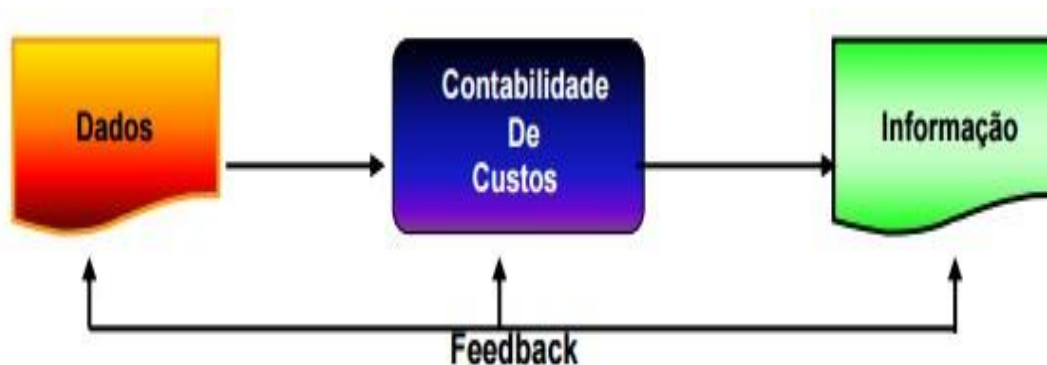 Dados
Contabilidade
De
Custos
Informação
Feedback